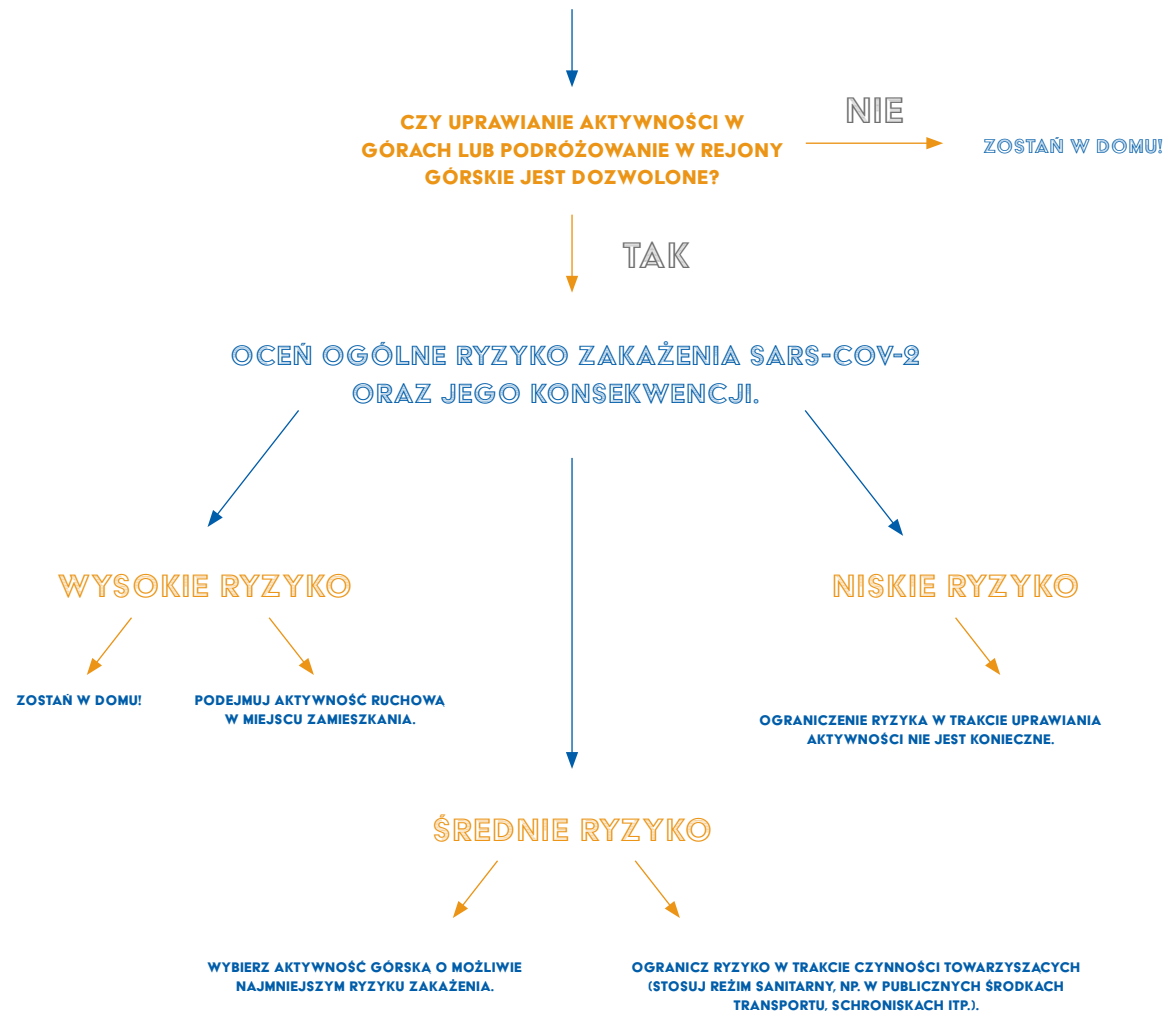 CZY UPRAWIANIE AKTYWNOŚCI W
GÓRACH LUB PODRÓŻOWANIE W REJONY
GÓRSKIE JEST DOZWOLONE?
NIE
ZOSTAŃ W DOMU!
TAK
OCEŃ OGÓLNE RYZYKO ZAKAŻENIA SARS-COV-2
ORAZ JEGO KONSEKWENCJI.
WYSOKIE RYZYKO
ZOSTAŃ W DOMU!
PODEJMUJ AKTYWNOŚĆ RUCHOWĄ
W MIEJSCU ZAMIESZKANIA.
NISKIE RYZYKO
OGRANICZENIE RYZYKA W TRAKCIE UPRAWIANIA
AKTYWNOŚCI NIE JEST KONIECZNE.
ŚREDNIE RYZYKO
WYBIERZ AKTYWNOŚĆ GÓRSKĄ O MOŻLIWIE
NAJMNIEJSZYM RYZYKU ZAKAŻENIA.
OGRANICZ RYZYKO W TRAKCIE CZYNNOŚCI TOWARZYSZĄCYCH
(STOSUJ REŻIM SANITARNY, NP. W PUBLICZNYCH ŚRODKACH
TRANSPORTU, SCHRONISKACH ITP.).